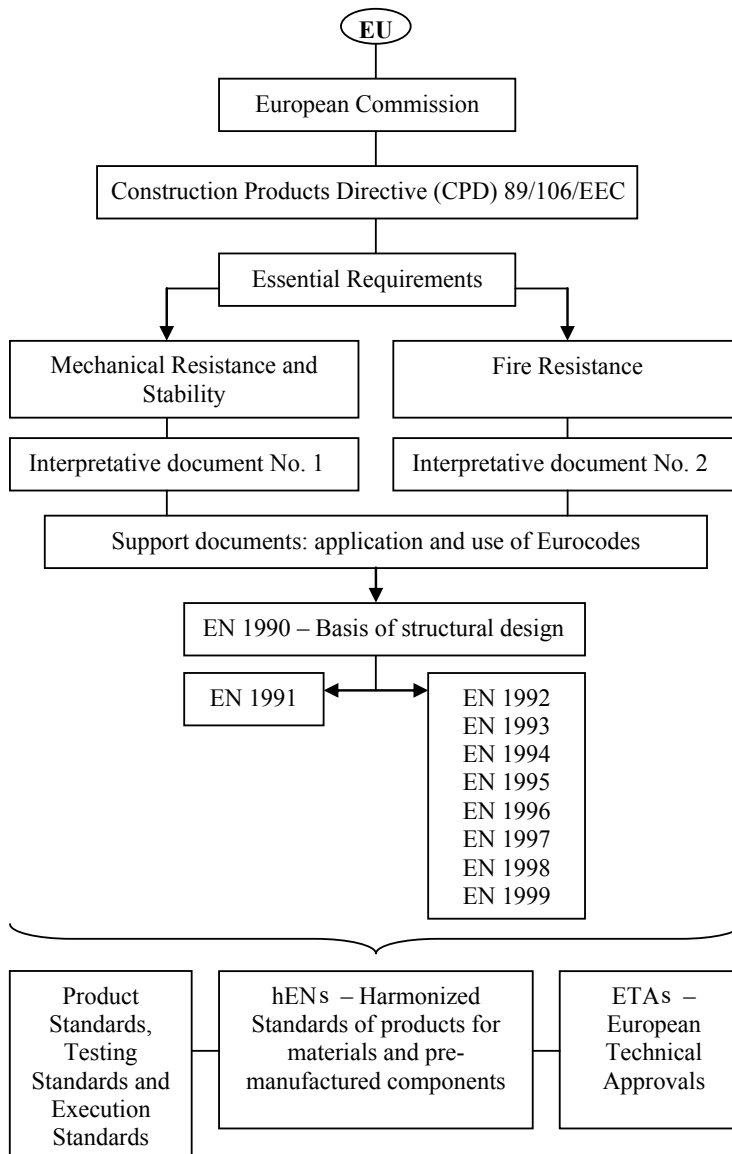 EU
European Commission
Construction Products Directive (CPD) 89/106/EEC
Essential Requirements
Mechanical Resistance and
Stability
Fire Resistance
Interpretative document No. 1
Interpretative document No. 2
Support documents: application and use of Eurocodes
EN 1990 – Basis of structural design
EN 1991
EN 1992
EN 1993
EN 1994
EN 1995
EN 1996
EN 1997
EN 1998
EN 1999
Product
Standards,
Testing
Standards and
Execution
Standards
hENs – Harmonized
Standards of products for
materials and pre-
manufactured components
ETAs –
European
Technical
Approvals